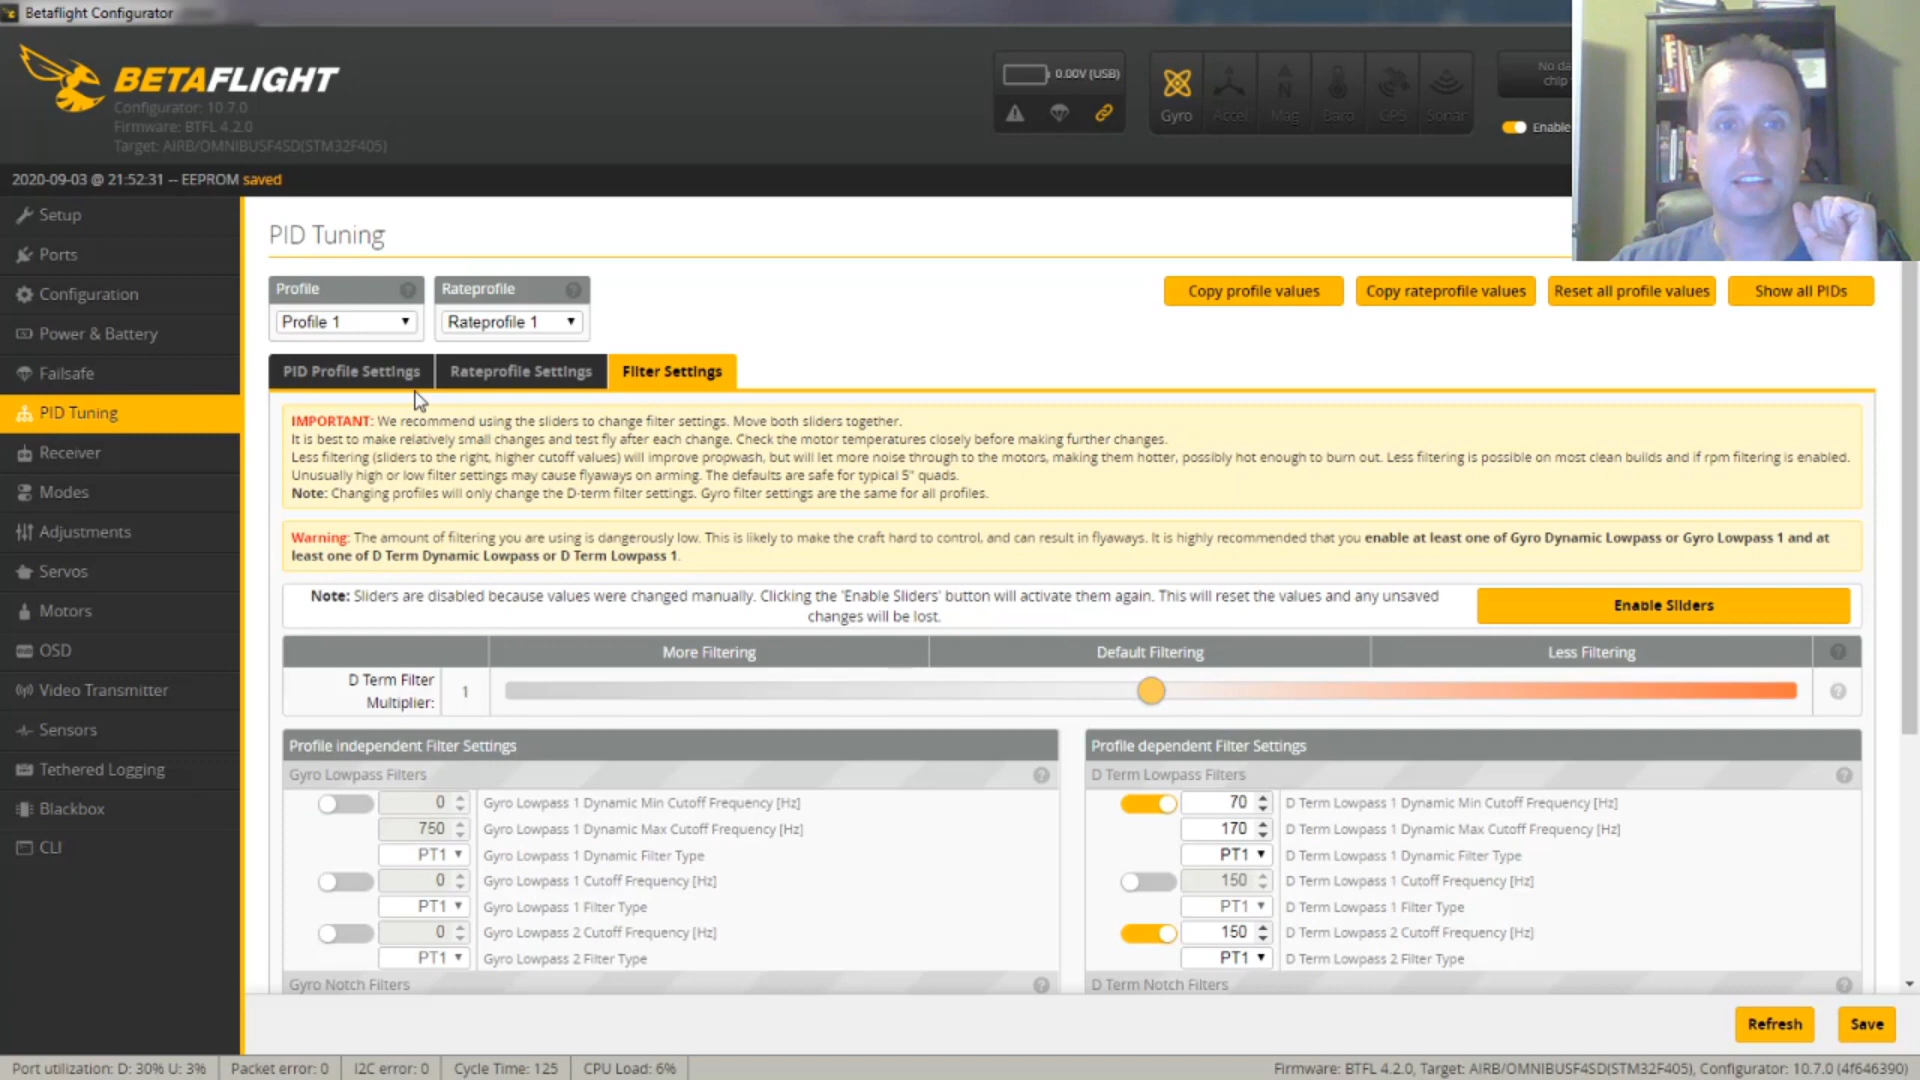 Betaflight Configurator
BETAFLIGHT
Configurator: 10.7.0
Firmware: BTFL 4.2.0
Target: AIRB/OMNIBUSF4SD(STM32F405)
0.00V (USB)
Gyro
Accel
Mag
Baro
GPS
Sonar
No da
chip
Enable
2020-09-03 @ 21:52:31 -- EEPROM saved
Setup
Ports
Configuration
Power & Battery
Failsafe
PID Tuning
Receiver
Modes
Adjustments
Servos
Motors
OSD
Video Transmitter
Sensors
Tethered Logging
Blackbox
CLI
PID Tuning
Profile
Rateprofile
Profile 1
Rateprofile 1
Copy profile values
Copy rateprofile values
Reset all profile values
Show all PIDs
PID Profile Settings
Rateprofile Settings
Filter Settings
IMPORTANT: We recommend using the sliders to change filter settings. Move both sliders together.
It is best to make relatively small changes and test fly after each change. Check the motor temperatures closely before making further changes.
Less filtering (sliders to the right, higher cutoff values) will improve propwash, but will let more noise through to the motors, making them hotter, possibly hot enough to burn out. Less filtering is possible on most clean builds and if rpm filtering is enabled.
Unusually high or low filter settings may cause flyaways on arming. The defaults are safe for typical 5" quads.
Note: Changing profiles will only change the D-term filter settings. Gyro filter settings are the same for all profiles.
Warning: The amount of filtering you are using is dangerously low. This is likely to make the craft hard to control, and can result in flyaways. It is highly recommended that you enable at least one of Gyro Dynamic Lowpass or Gyro Lowpass 1 and at
least one of D Term Dynamic Lowpass or D Term Lowpass 1.
Note: Sliders are disabled because values were changed manually. Clicking the 'Enable Sliders' button will activate them again. This will reset the values and any unsaved
changes will be lost.
Enable Sliders
More Filtering
Default Filtering
Less Filtering
D Term Filter
Multiplier:
1
Profile independent Filter Settings
Gyro Lowpass Filters
0 Gyro Lowpass 1 Dynamic Min Cutoff Frequency [Hz]
750 Gyro Lowpass 1 Dynamic Max Cutoff Frequency [Hz]
PT1 Gyro Lowpass 1 Dynamic Filter Type
0 Gyro Lowpass 1 Cutoff Frequency [Hz]
PT1 Gyro Lowpass 1 Filter Type
0 Gyro Lowpass 2 Cutoff Frequency [Hz]
PT1 Gyro Lowpass 2 Filter Type
Gyro Notch Filters
Profile dependent Filter Settings
D Term Lowpass Filters
70 D Term Lowpass 1 Dynamic Min Cutoff Frequency [Hz]
170 D Term Lowpass 1 Dynamic Max Cutoff Frequency [Hz]
PT1 D Term Lowpass 1 Dynamic Filter Type
150 D Term Lowpass 1 Cutoff Frequency [Hz]
PT1 D Term Lowpass 1 Filter Type
150 D Term Lowpass 2 Cutoff Frequency [Hz]
PT1 D Term Lowpass 2 Filter Type
D Term Notch Filters
Refresh
Save
Port utilization: D: 30% U: 3%
Packet error: 0
I2C error: 0
Cycle Time: 125
CPU Load: 6%
Firmware: BTFL 4.2.0, Target: AIRB/OMNIBUSF4SD(STM32F405), Configurator: 10.7.0 (4f646390)